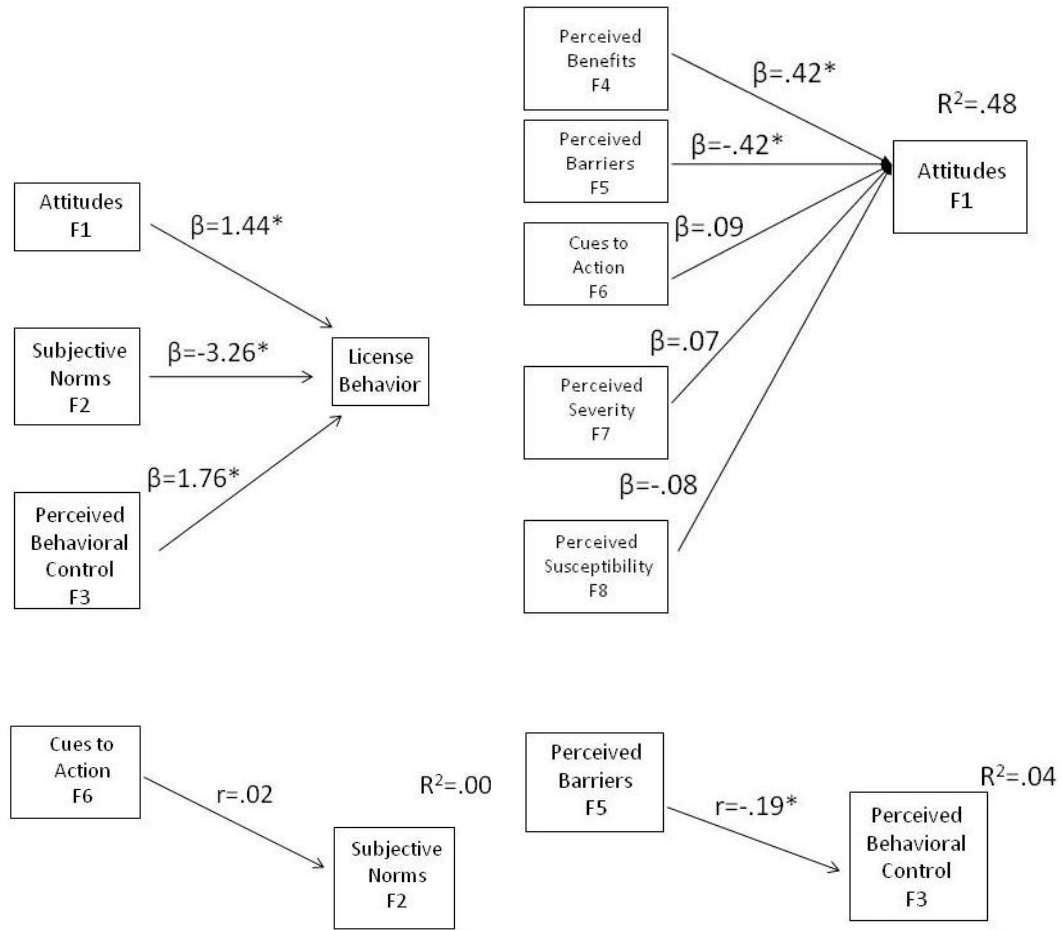 Attitudes
F1
β=1.44*
Subjective
Norms
F2
β=-3.26*
License
Behavior
β=1.76*
Perceived
Behavioral
Control
F3
Perceived
Benefits
F4
β=.42*
R²=.48
Perceived
Barriers
F5
β=-.42*
Attitudes
F1
Cues to
Action
F6
β=.09
β=.07
Perceived
Severity
F7
β=-.08
Perceived
Susceptibility
F8
Cues to
Action
F6
r=.02
R²=.00
Subjective
Norms
F2
Perceived
Barriers
F5
r=-.19*
R²=.04
Perceived
Behavioral
Control
F3